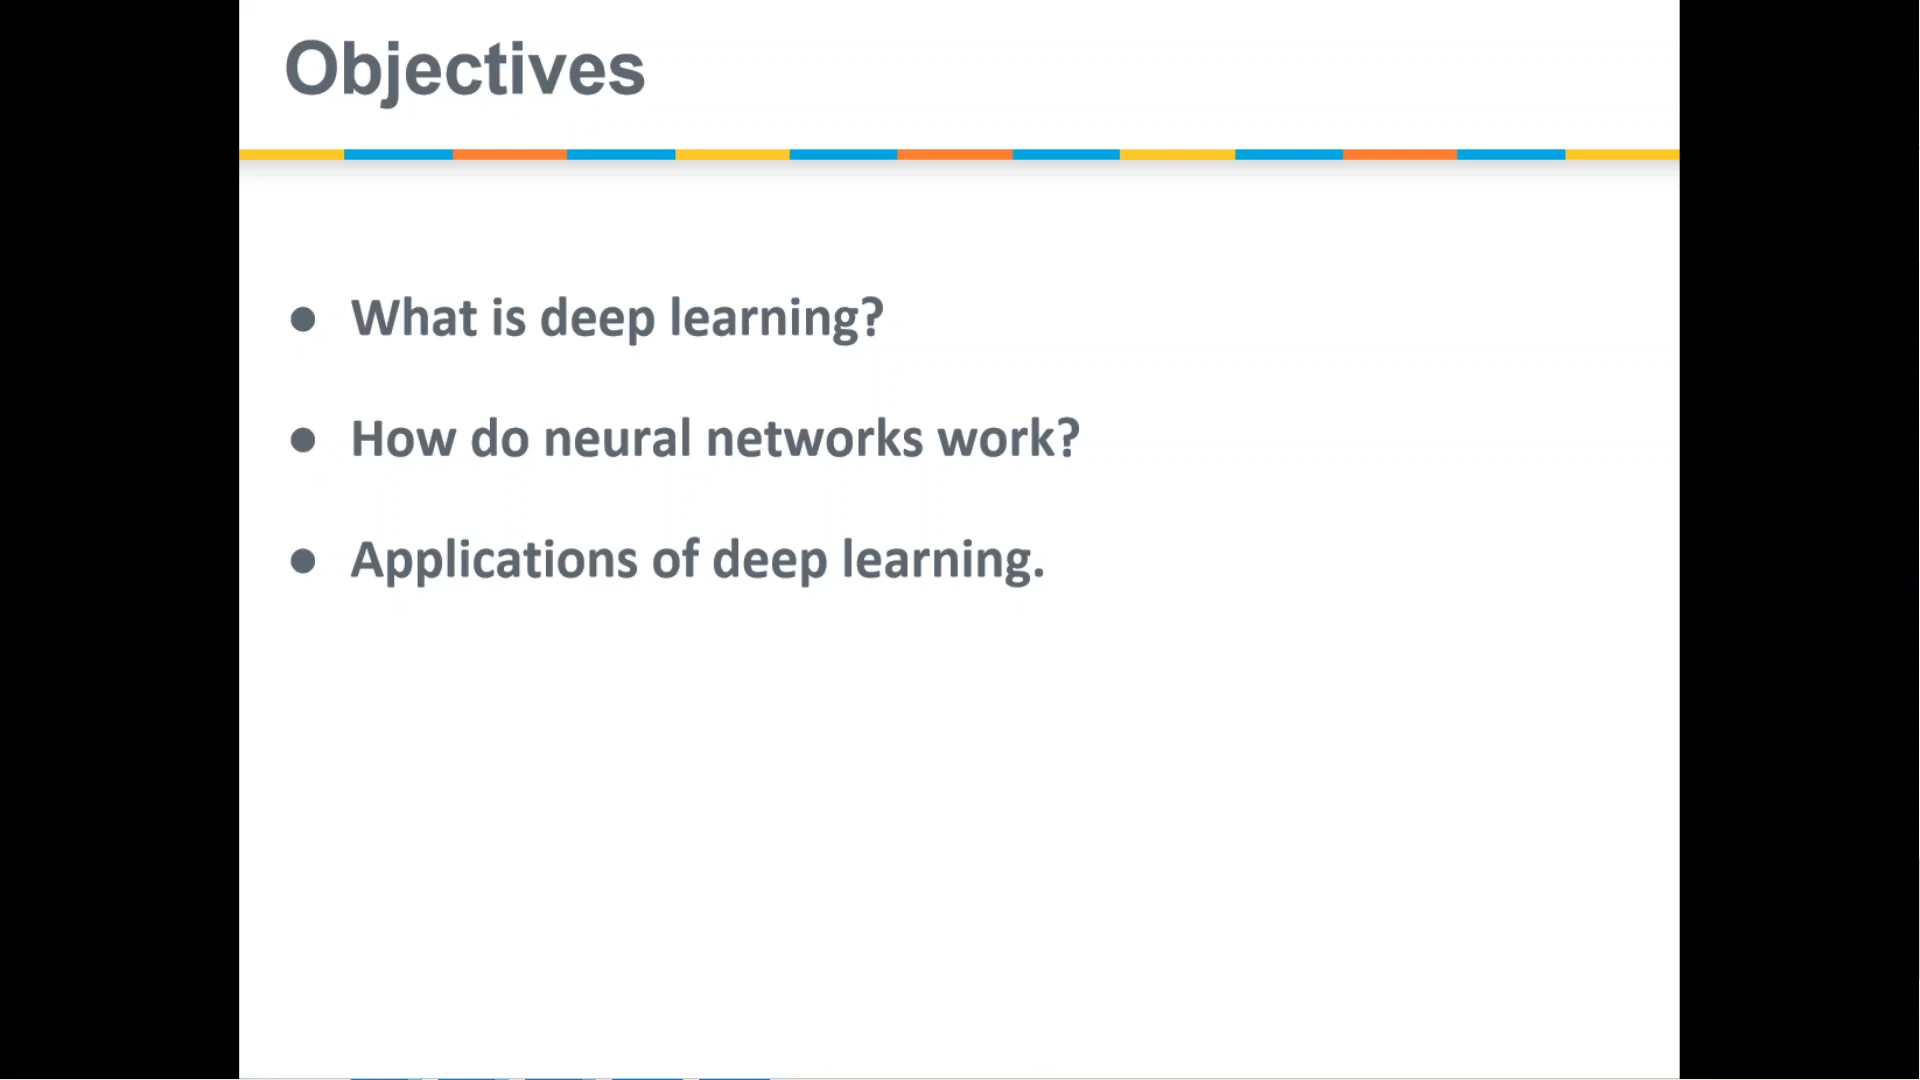 Objectives
● What is deep learning?
● How do neural networks work?
● Applications of deep learning.